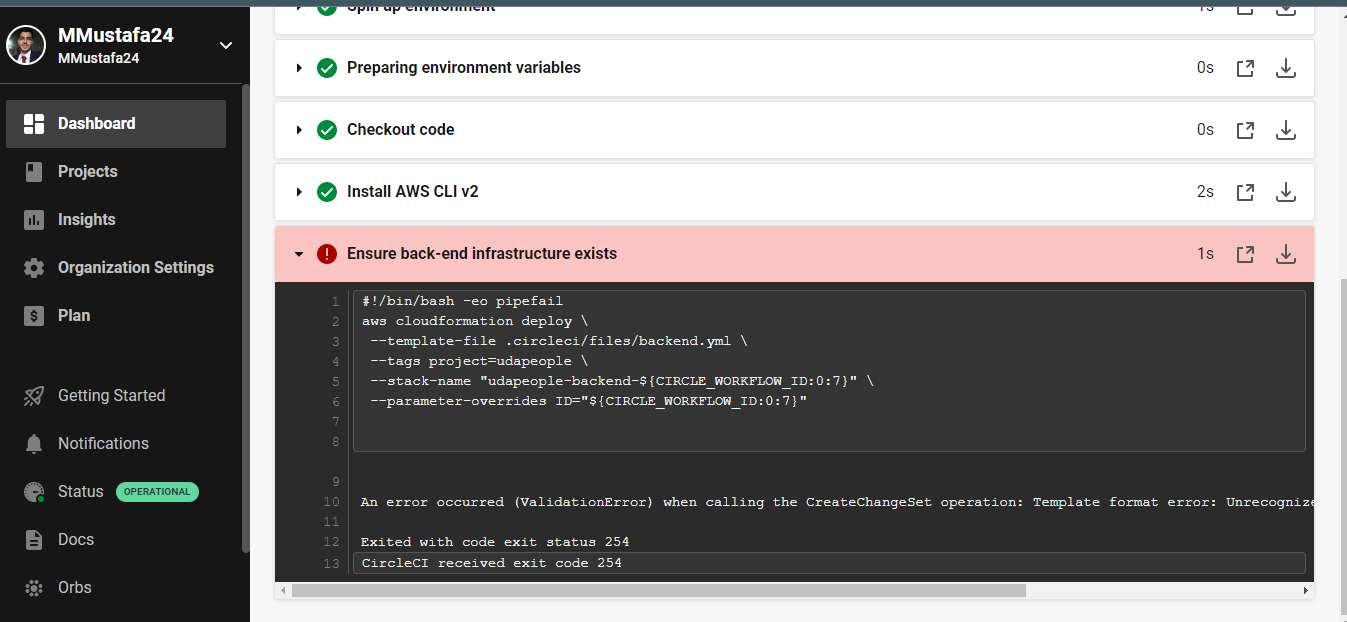 MMustafa24
MMustafa24
Dashboard
Projects
Insights
Organization Settings
Plan
$
Getting Started
Notifications
Status OPERATIONAL
Docs
Orbs
Spin up environment 1s
Preparing environment variables 0s
Checkout code 0s
Install AWS CLI v2 2s
! Ensure back-end infrastructure exists 1s
1 #!/bin/bash -eo pipefail
2 aws cloudformation deploy \
3 --template-file .circleci/files/backend.yml \
4 --tags project=udapeople \
5 --stack-name "udapeople-backend-${CIRCLE_WORKFLOW_ID:0:7}" \
6 --parameter-overrides ID="${CIRCLE_WORKFLOW_ID:0:7}"
7
8
9
10 An error occurred (ValidationError) when calling the CreateChangeSet operation: Template format error: Unrecognize
11
12 Exited with code exit status 254
13 CircleCI received exit code 254